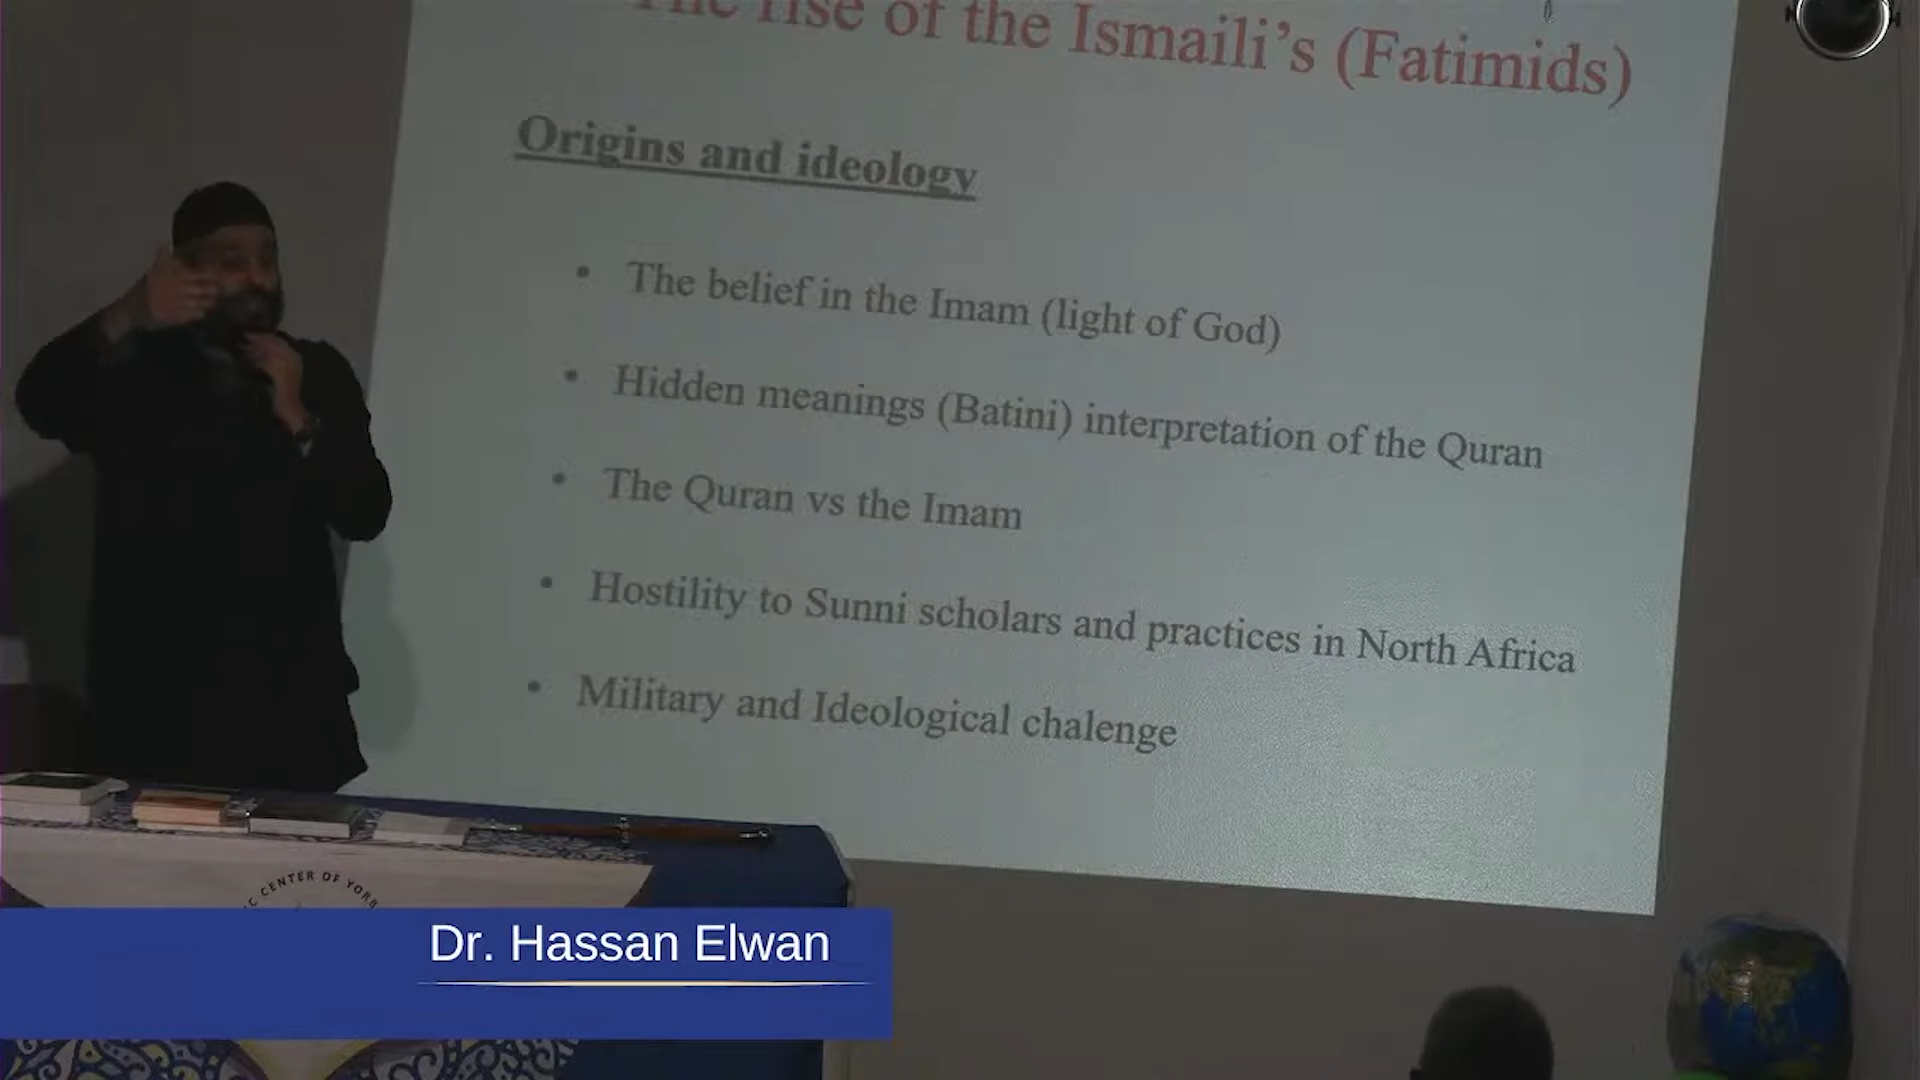 The rise of the Ismaili's (Fatimids)
Origins and ideology
• The belief in the Imam (light of God)
• Hidden meanings (Batini) interpretation of the Quran
• The Quran vs the Imam
• Hostility to Sunni scholars and practices in North Africa
• Military and Ideological chalenge
CENTER OF
Dr. Hassan Elwan